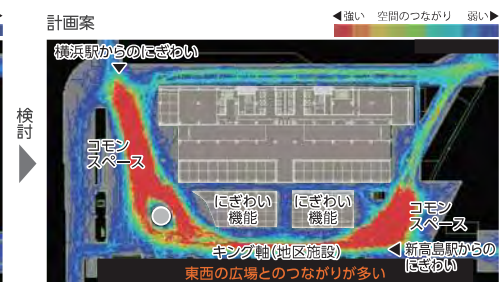 計画案
◀強い 空間のつながり 弱い▶
横浜駅からのにぎわい
検討
コモン
スペース
にぎわい
機能
にぎわい
機能
コモン
スペース
キング軸(地区施設)
新高島駅からの
にぎわい
東西の広場とのつながりが多い